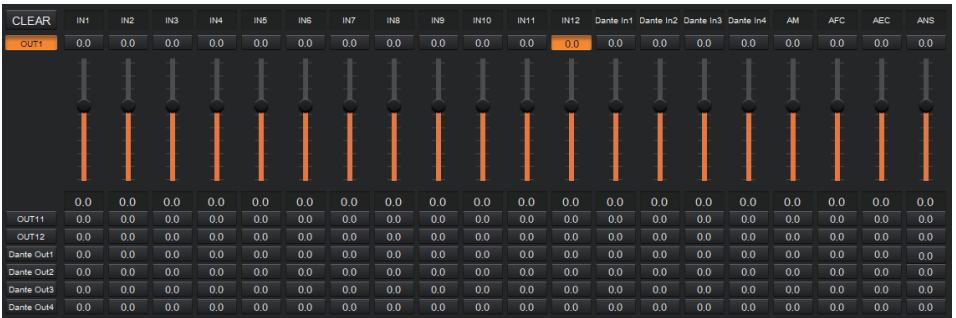 CLEAR IN1 IN2 IN3 IN4 IN5 IN6 IN7 IN8 IN9 IN10 IN11 IN12 Dante In1 Dante In2 Dante In3 Dante In4 AM AFC AEC ANS
OUT1 0.0 0.0 0.0 0.0 0.0 0.0 0.0 0.0 0.0 0.0 0.0 0.0 0.0 0.0 0.0 0.0 0.0 0.0 0.0 0.0
0.0 0.0 0.0 0.0 0.0 0.0 0.0 0.0 0.0 0.0 0.0 0.0 0.0 0.0 0.0 0.0 0.0 0.0 0.0 0.0
OUT11 0.0 0.0 0.0 0.0 0.0 0.0 0.0 0.0 0.0 0.0 0.0 0.0 0.0 0.0 0.0 0.0 0.0 0.0 0.0 0.0
OUT12 0.0 0.0 0.0 0.0 0.0 0.0 0.0 0.0 0.0 0.0 0.0 0.0 0.0 0.0 0.0 0.0 0.0 0.0 0.0 0.0
Dante Out1 0.0 0.0 0.0 0.0 0.0 0.0 0.0 0.0 0.0 0.0 0.0 0.0 0.0 0.0 0.0 0.0 0.0 0.0 0.0 0.0
Dante Out2 0.0 0.0 0.0 0.0 0.0 0.0 0.0 0.0 0.0 0.0 0.0 0.0 0.0 0.0 0.0 0.0 0.0 0.0 0.0 0.0
Dante Out3 0.0 0.0 0.0 0.0 0.0 0.0 0.0 0.0 0.0 0.0 0.0 0.0 0.0 0.0 0.0 0.0 0.0 0.0 0.0 0.0
Dante Out4 0.0 0.0 0.0 0.0 0.0 0.0 0.0 0.0 0.0 0.0 0.0 0.0 0.0 0.0 0.0 0.0 0.0 0.0 0.0 0.0